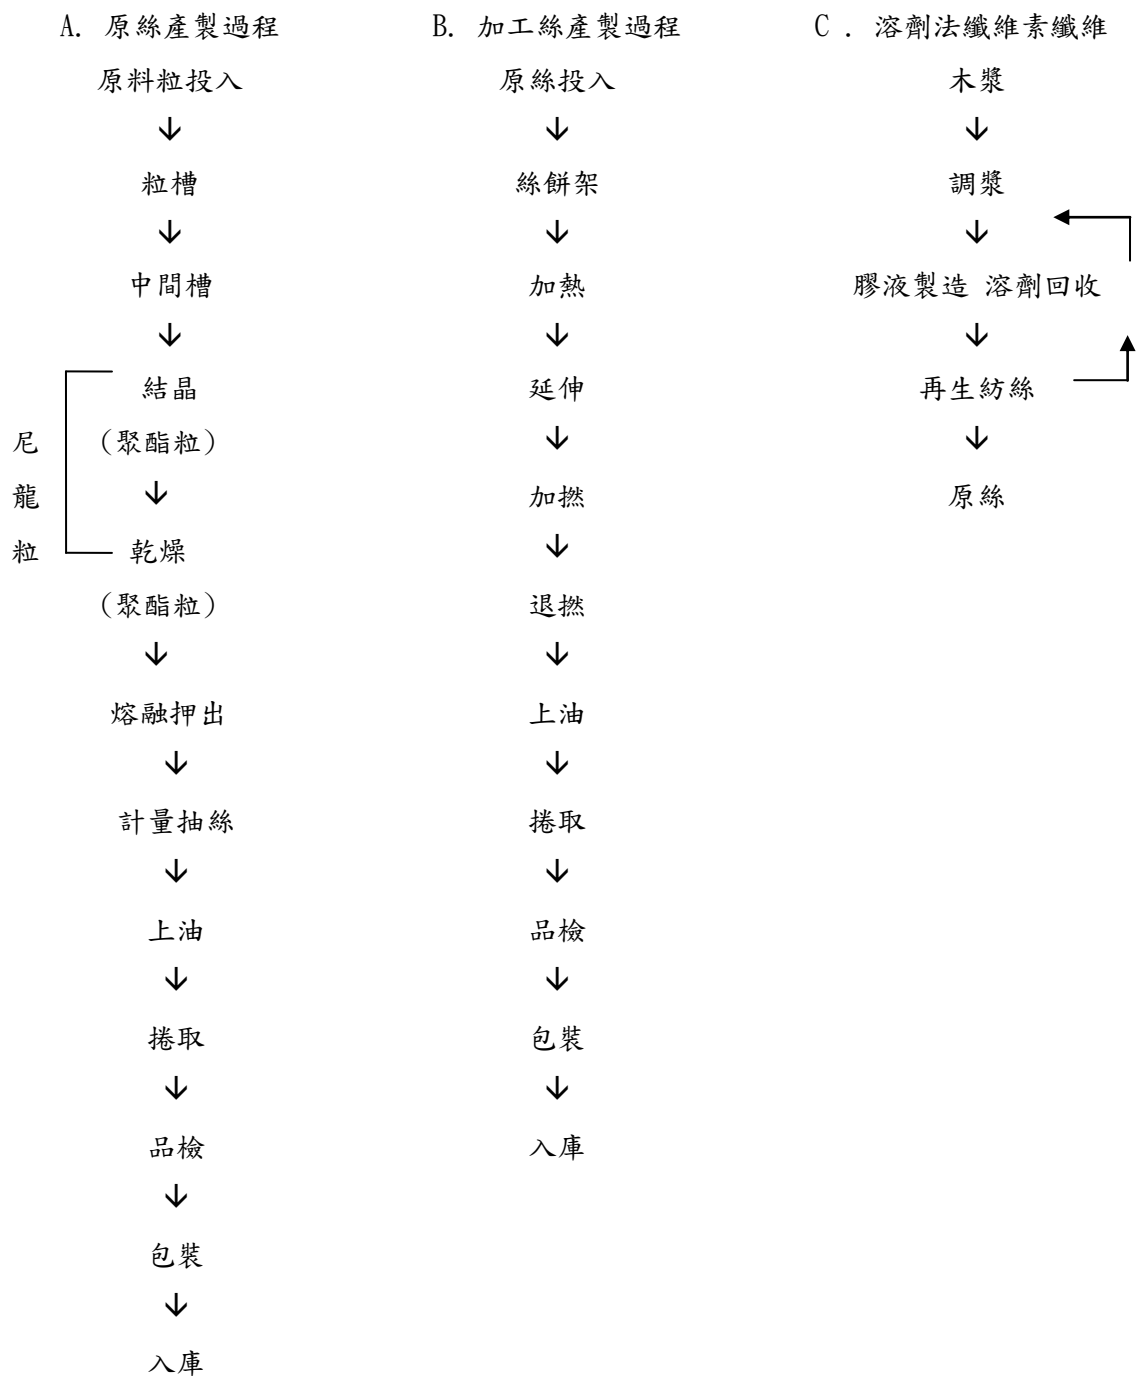 A. 原絲產製過程
原料粒投入
↓
粒槽
↓
中間槽
↓
結晶
(聚酯粒)
↓
乾燥
(聚酯粒)
尼
龍
粒
↓
熔融押出
↓
計量抽絲
↓
上油
↓
捲取
↓
品檢
↓
包裝
↓
入庫
B. 加工絲產製過程
原絲投入
↓
絲餅架
↓
加熱
↓
延伸
↓
加撚
↓
退撚
↓
上油
↓
捲取
↓
品檢
↓
包裝
↓
入庫
C . 溶劑法纖維素纖維
木漿
↓
調漿
↓
膠液製造 溶劑回收
↓
再生紡絲
↓
原絲